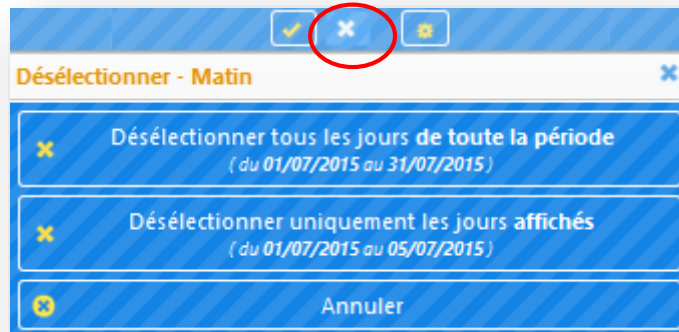 Désélectionner - Matin
Désélectionner tous les jours de toute la période
( du 01/07/2015 au 31/07/2015 )
Désélectionner uniquement les jours affichés
( du 01/07/2015 au 05/07/2015 )
Annuler